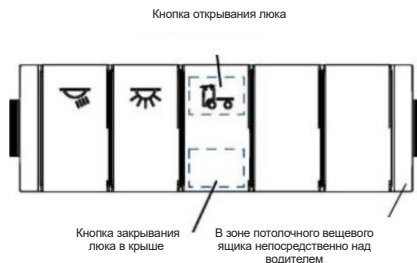 Кнопка открывания люка
Кнопка закрывания
люка в крыше
В зоне потолочного вещевого
ящика непосредственно над
водителем